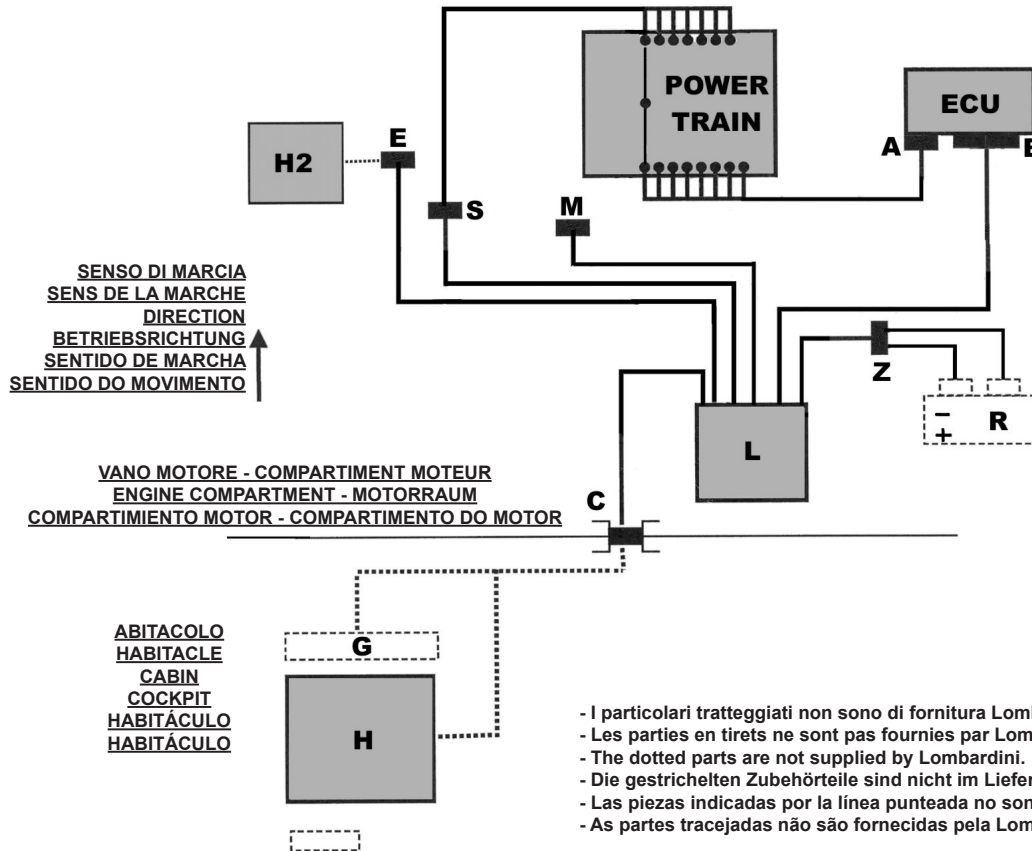 POWER
TRAIN
ECU
A
H2
E
S
M
SENSO DI MARCIA
SENS DE LA MARCHE
DIRECTION
BETRIEBSRICHTUNG
SENTIDO DE MARCHA
SENTIDO DO MOVIMENTO
Z
−
+
R
L
VANO MOTORE - COMPARTIMENT MOTEUR
ENGINE COMPARTMENT - MOTORRAUM
COMPARTIMIENTO MOTOR - COMPARTIMENTO DO MOTOR
C
ABITACOLO
HABITACLE
CABIN
COCKPIT
HABITÁCULO
HABITÁCULO
G
H
- I particolari tratteggiati non sono di fornitura
- Les parties en tirets ne sont pas fournies par
- The dotted parts are not supplied by Lombardini.
- Die gestrichelten Zubehörteile sind nicht im
- Las piezas indicadas por la línea punteada no
- As partes tracejadas não são fornecidas pela